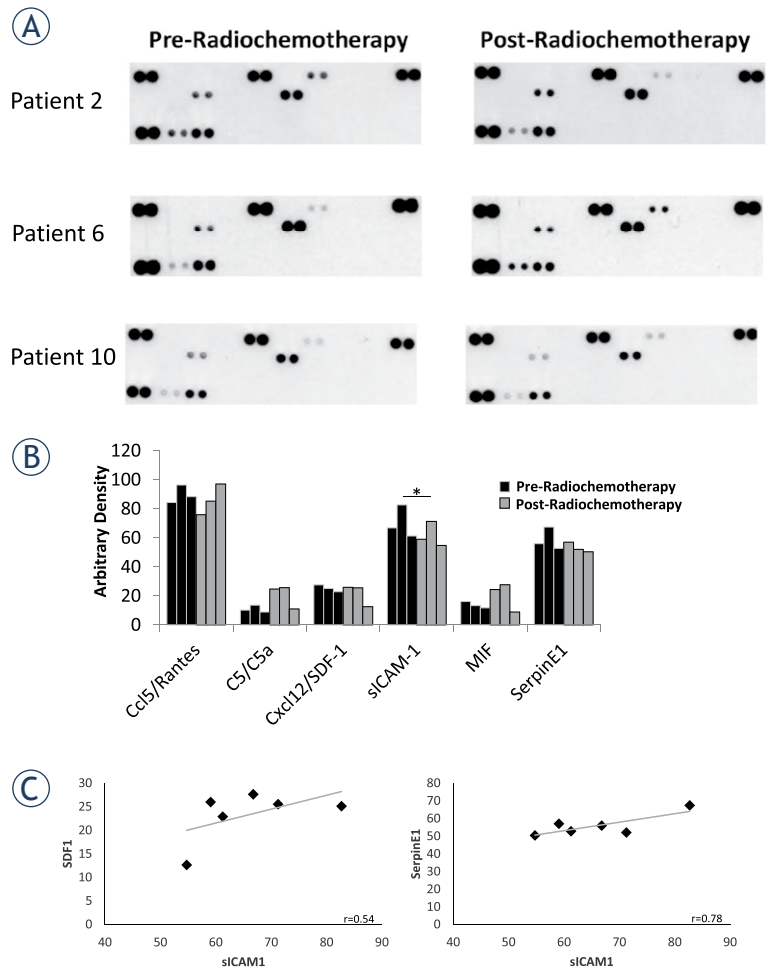 A
Pre-Radiochemotherapy
Post-Radiochemotherapy
Patient 2
Patient 6
Patient 10
B
Arbitrary Density
120
100
80
60
40
20
0
*
Pre-Radiochemotherapy
Post-Radiochemotherapy
Ccl5/Rantes
C5/C5a
Cxcl12/SDF-1
sICAM-1
MIF
SerpinE1
C
SDF1
30
25
20
15
10
5
0
r=0.54
40 50 60 70 80 90
sICAM1
SerpinE1
80
70
60
50
40
30
20
10
0
r=0.78
40 50 60 70 80 90
sICAM1